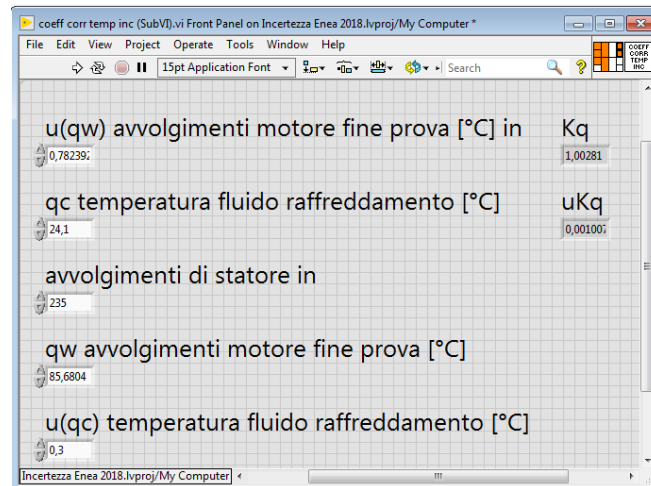 coeff corr temp inc (SubVI).vi Front Panel on Incertezza Enea 2018.lvproj/My Computer *
File Edit View Project Operate Tools Window Help
15pt Application Font Search
COEFF
CORR
TEMP
INC
u(qw) avvolgimenti motore fine prova [°C] in Kq
0,78239 1,00281
qc temperatura fluido raffreddamento [°C] uKq
24,1 0,00100
avvolgimenti di statore in
235
qw avvolgimenti motore fine prova [°C]
85,6804
u(qc) temperatura fluido raffreddamento [°C]
0,3
Incertezza Enea 2018.lvproj/My Computer